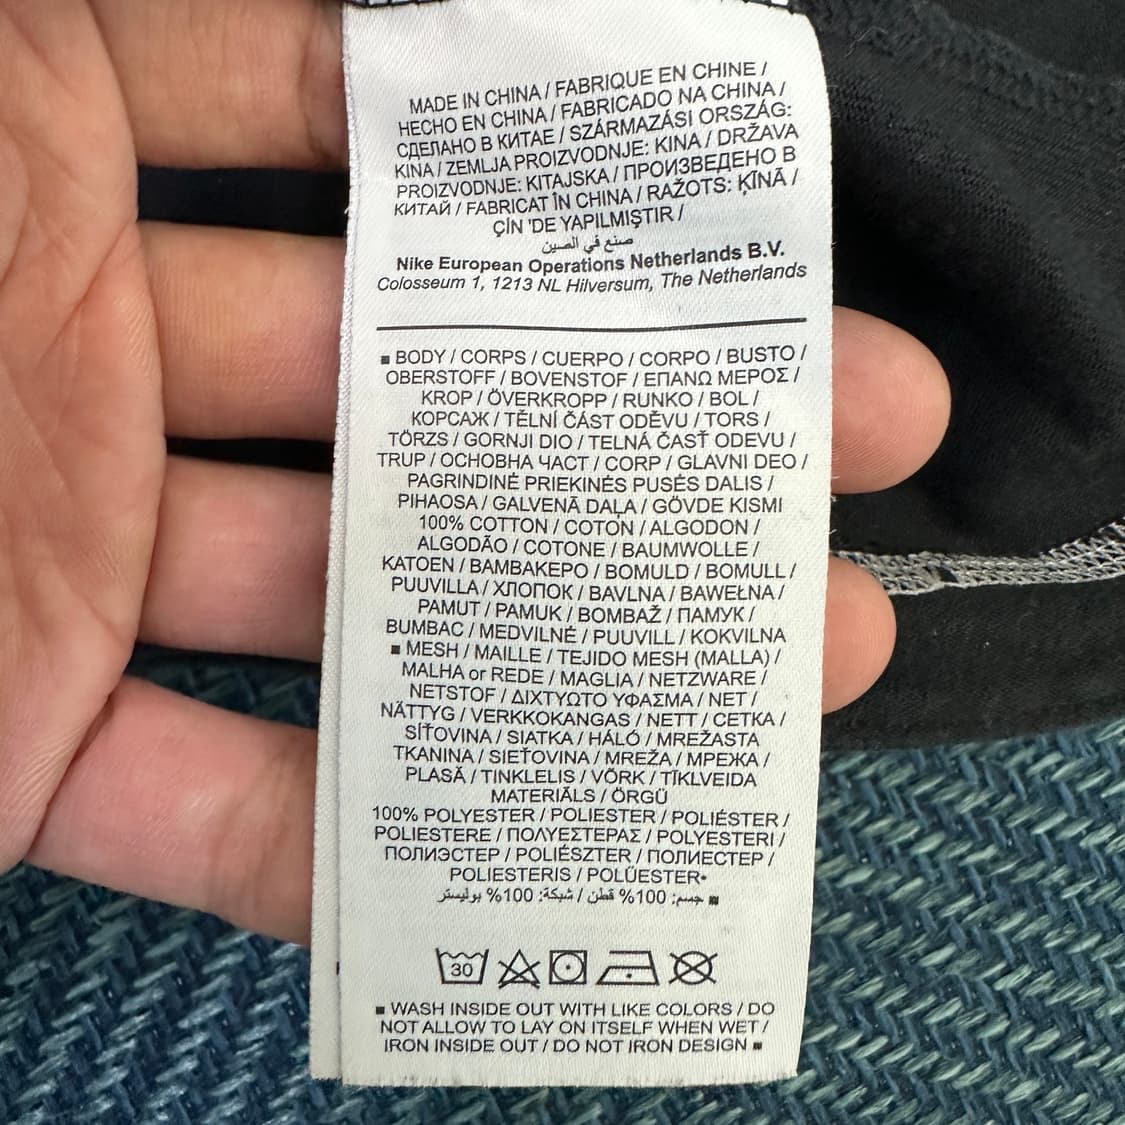 MADE IN CHINA / FABRIQUE EN CHINE /
HECHO EN CHINA / FABRICADO NA CHINA /
СДЕЛАНО В КИТАЕ / SZÁRMAZÁSI ORSZÁG:
KINA / ZEMLJA PROIZVODNJE: KINA / DRŽAVA
PROIZVODNJE: KITAJSKA / ПРОИЗВЕДЕНО В
КИТАЙ / FABRICAT ÎN CHINA / RAŽOTS: ĶĪNĀ /
ÇİN 'DE YAPILMIŞTIR /
صنع في الصين
Nike European Operations Netherlands B.V.
Colosseum 1, 1213 NL Hilversum, The Netherlands
■ BODY / CORPS / CUERPO / CORPO / BUSTO /
OBERSTOFF / BOVENSTOF / ΕΠΑΝΩ ΜΕΡΟΣ /
KROP / ÖVERKROPP / RUNKO / BOL /
КОРСАЖ / TĚLNÍ ČÁST ODĚVU / TORS /
TÖRZS / GORNJI DIO / TELNÁ ČASŤ ODEVU /
TRUP / ОСНОВНА ЧАСТ / CORP / GLAVNI DEO /
PAGRINDINĖ PRIEKINĖS PUSĖS DALIS /
PIHAOSA / GALVENĀ DAĻA / GÖVDE KISMI
100% COTTON / COTON / ALGODON /
ALGODÃO / COTONE / BAUMWOLLE /
KATOEN / ΒΑΜΒΑΚΕΡΟ / BOMULD / BOMULL /
PUUVILLA / ХЛОПОК / BAVLNA / BAWEŁNA /
PAMUT / PAMUK / BOMBAŽ / ПАМУК /
BUMBAC / MEDVILNĖ / PUUVILL / KOKVILNA
■ MESH / MAILLE / TEJIDO MESH (MALLA) /
MALHA or REDE / MAGLIA / NETZWARE /
NETSTOF / ΔΙΧΤΥΩΤΟ ΥΦΑΣΜΑ / NET /
NÄTTYG / VERKKOKANGAS / NETT / СЕТКА /
SÍŤOVINA / SIATKA / HÁLÓ / MREŽASTA
TKANINA / SIEŤOVINA / MREŽA / МРЕЖА /
PLASĂ / TINKLELIS / VÕRK / TĪKLVEIDA
MATERIĀLS / ÖRGÜ
100% POLYESTER / POLIESTER / POLIÉSTER /
POLIESTERE / ΠΟΛΥΕΣΤΕΡΑΣ / POLYESTERI /
ПОЛИЭСТЕР / POLIÉSZTER / ПОЛИЕСТЕР /
POLIESTERIS / POLÜESTER•
■ جسم: 100% قطن / شبكة: 100% بوليستر
30
■ WASH INSIDE OUT WITH LIKE COLORS / DO
NOT ALLOW TO LAY ON ITSELF WHEN WET /
IRON INSIDE OUT / DO NOT IRON DESIGN ■